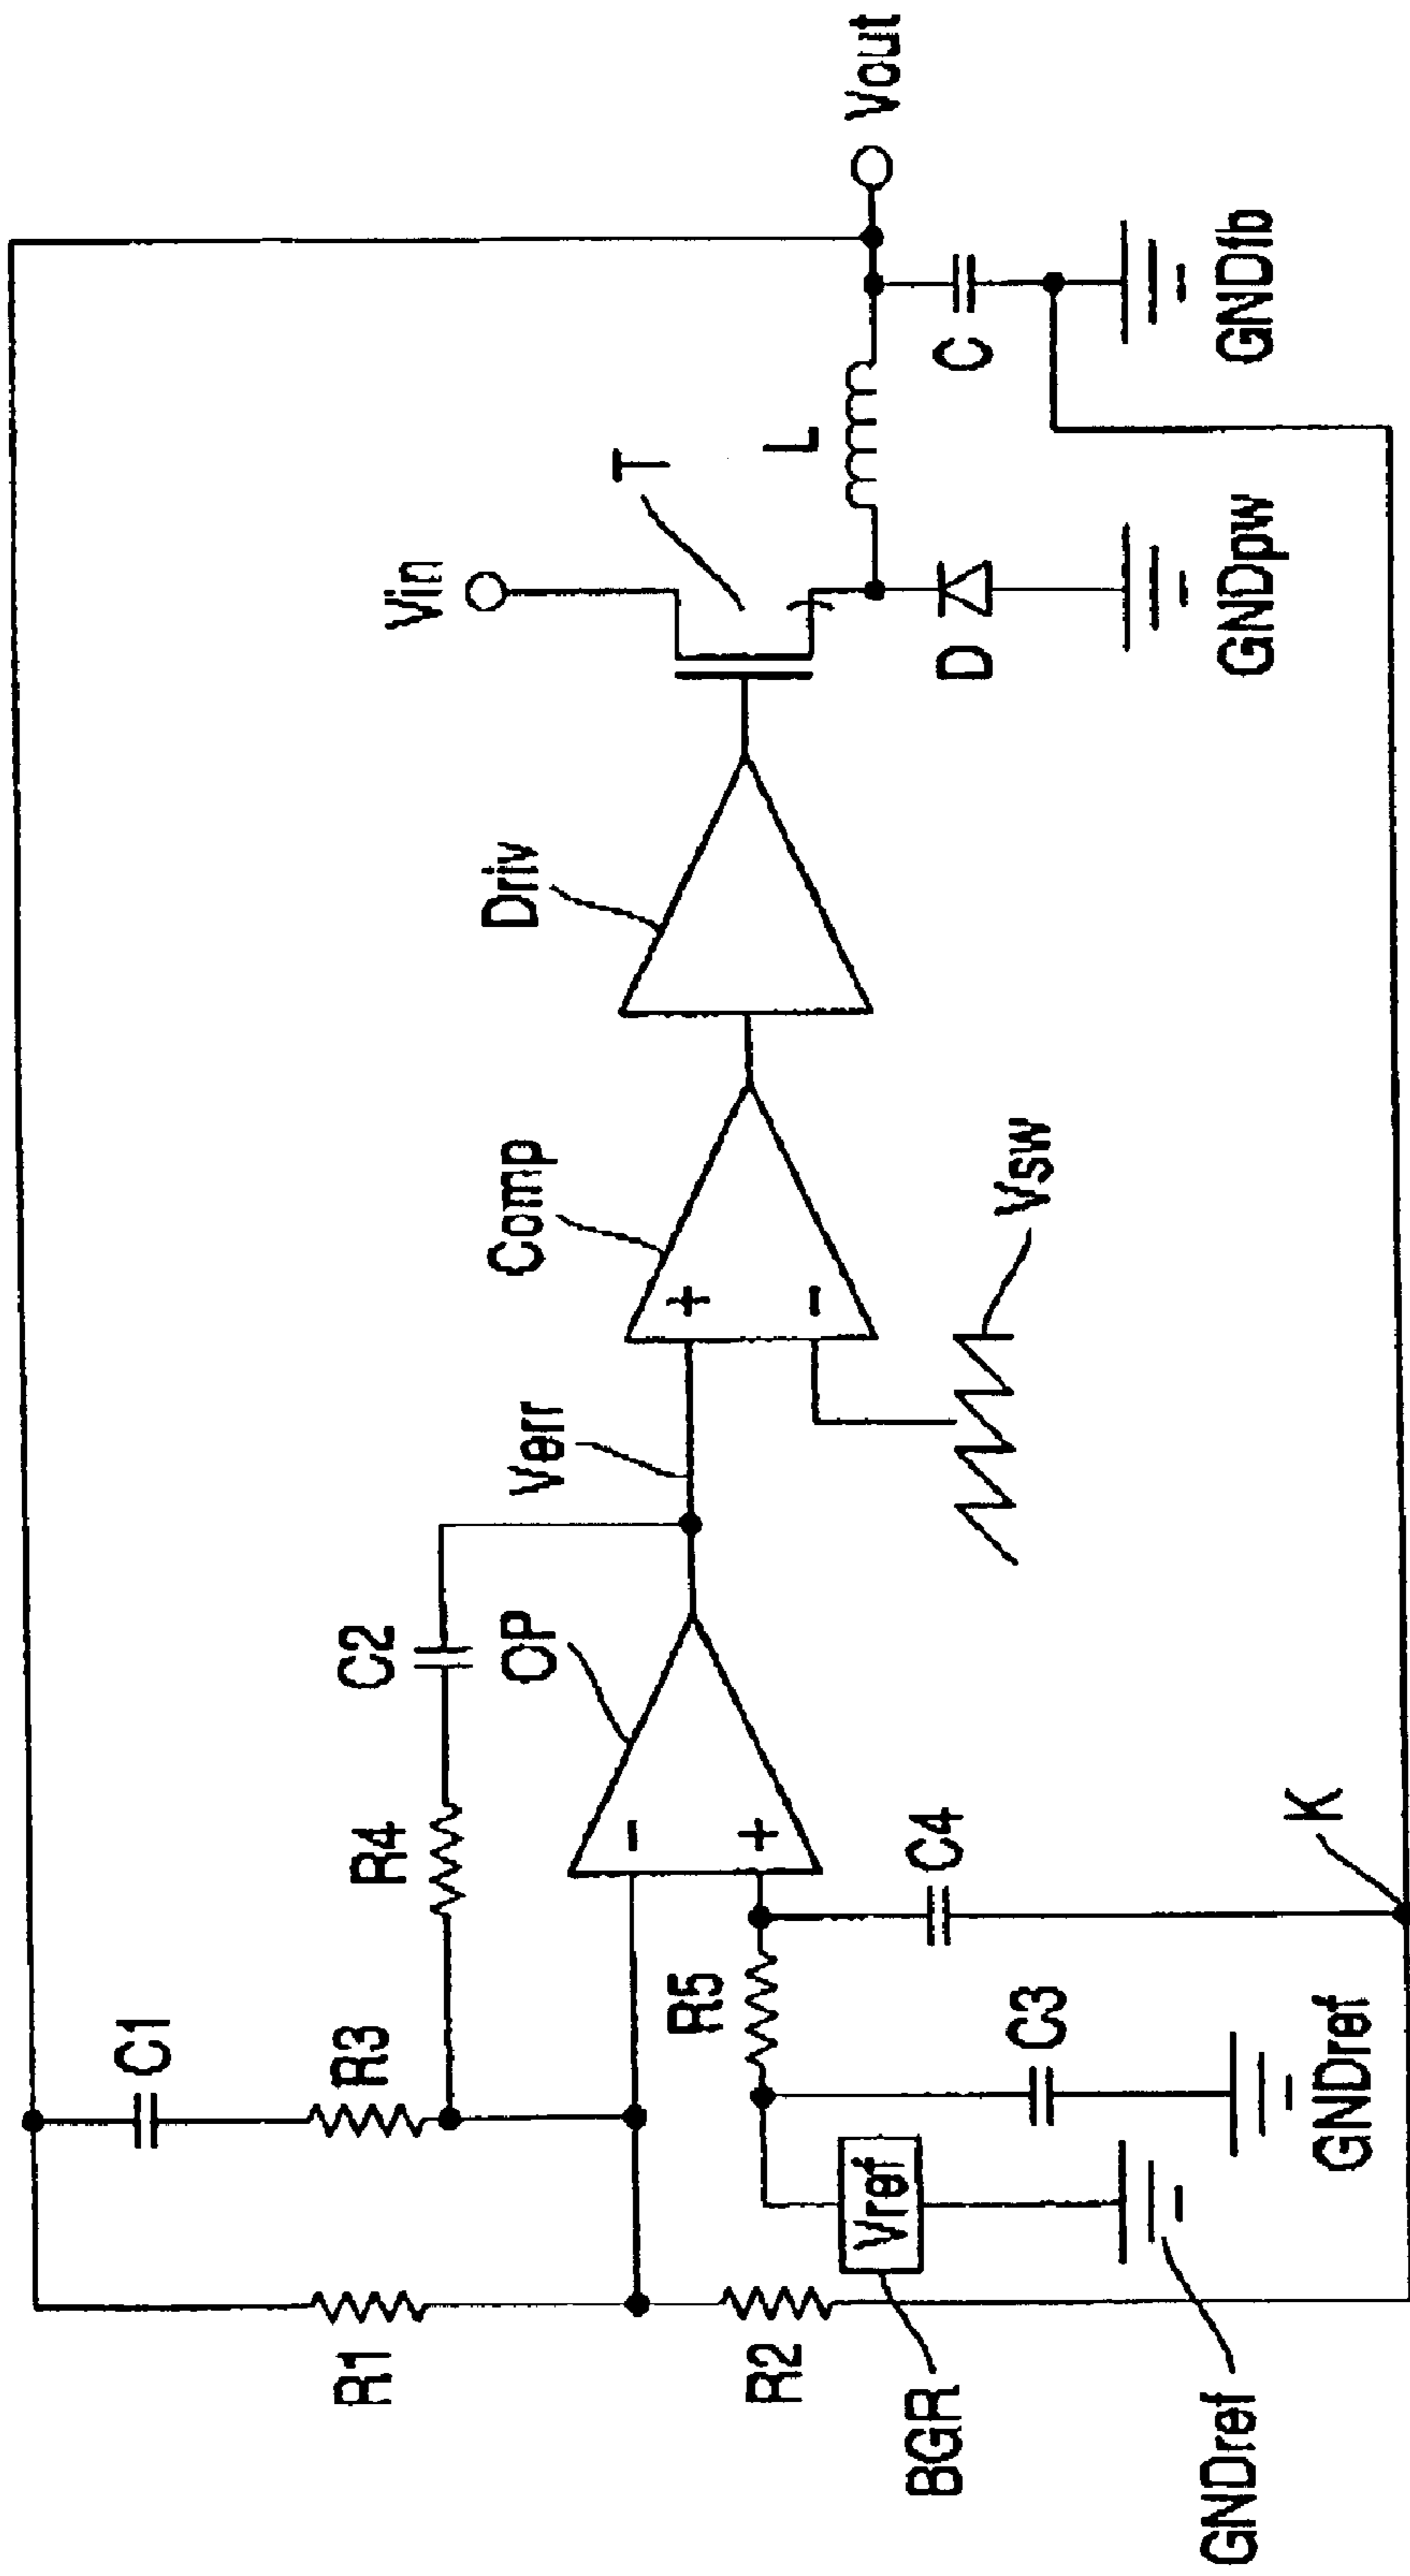 C1
R3
R1
R4
C2
Verr
Comp
Driv
Vin
T
OP
-
+
+
-
R5
R2
Vref
BGR
C3
C4
GNDref
GNDref
K
Vsw
L
D
C
GNDpw
GNDfb
Vout